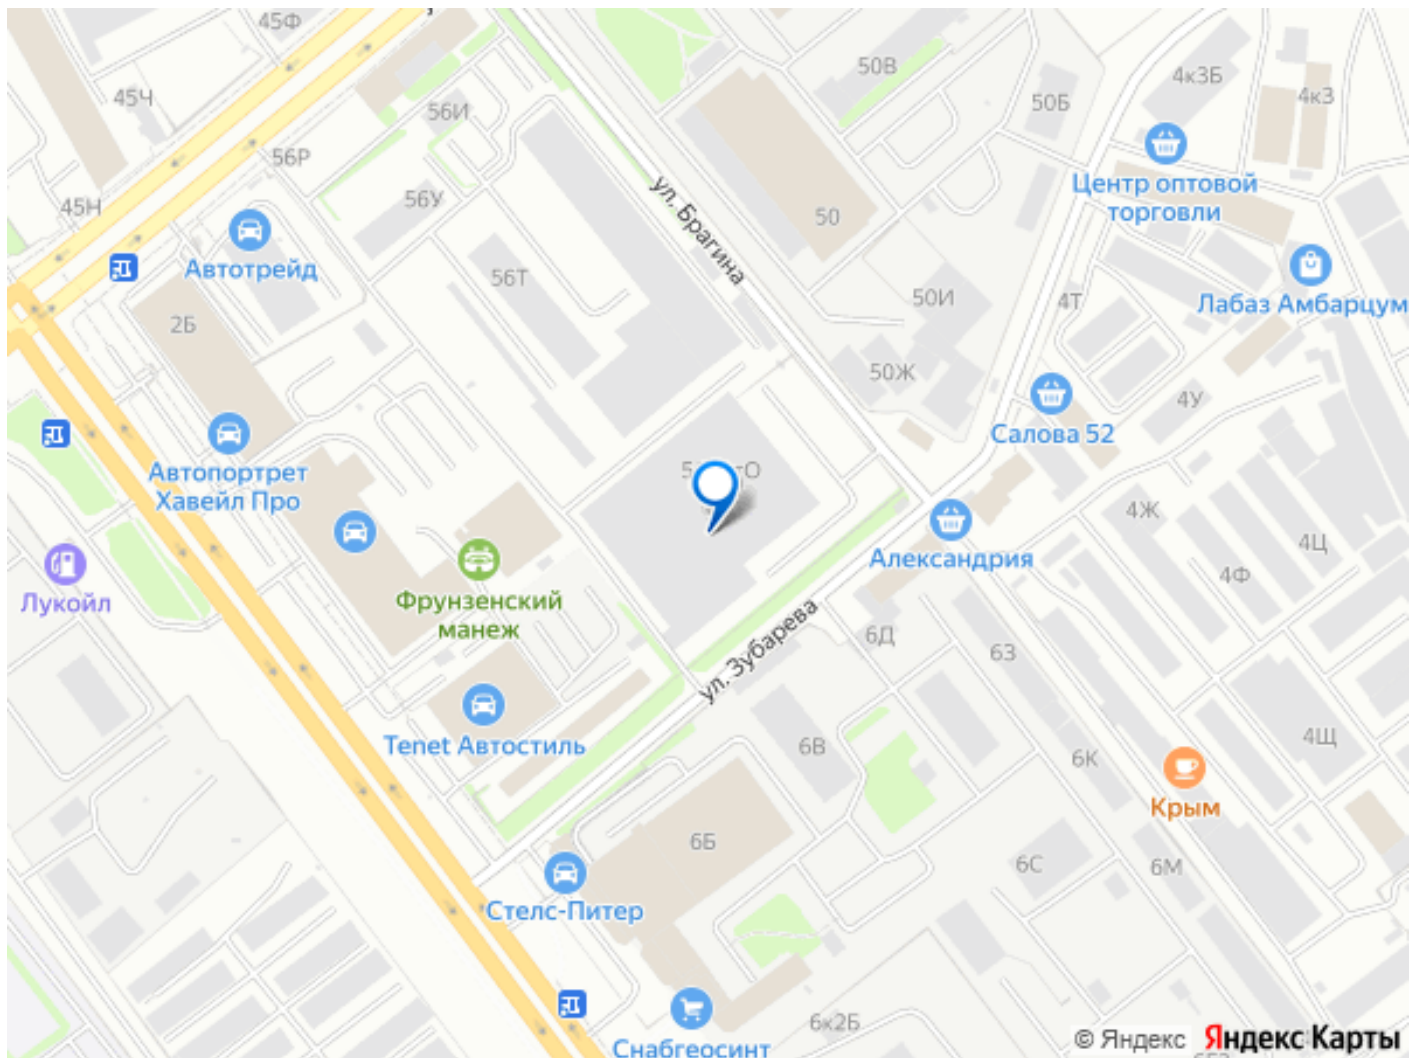 45Ф
50В
4к3Б
45Ч
56И
50Б
4к3
56Р
Центр оптовой
торговли
56У
ул. Брагина
45Н
50
Автотрейд
56Т
50И
4Т
Лабаз Амбарцум
2Б
50Ж
4У
Салова 52
Автопортрет
Хавейл Про
4Ж
4Ц
Александрия
4Ф
Лукойл
Фрунзенский
манеж
ул. Зубарева
6Д
6З
Tenet Автостиль
6В
4Щ
6К
Крым
6Б
6С
6М
Стелс-Питер
6к2Б
Снабгеосинт
© Яндекс Яндекс Карты